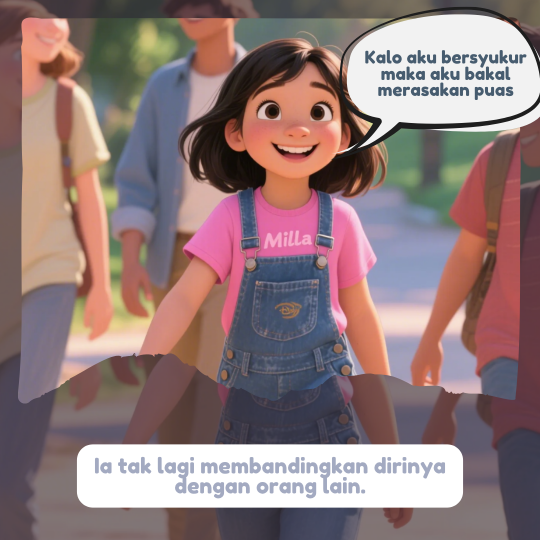 Kalo aku bersyukur
maka aku bakal
merasakan puas
Milla
Ia tak lagi membandingkan dirinya
dengan orang lain.